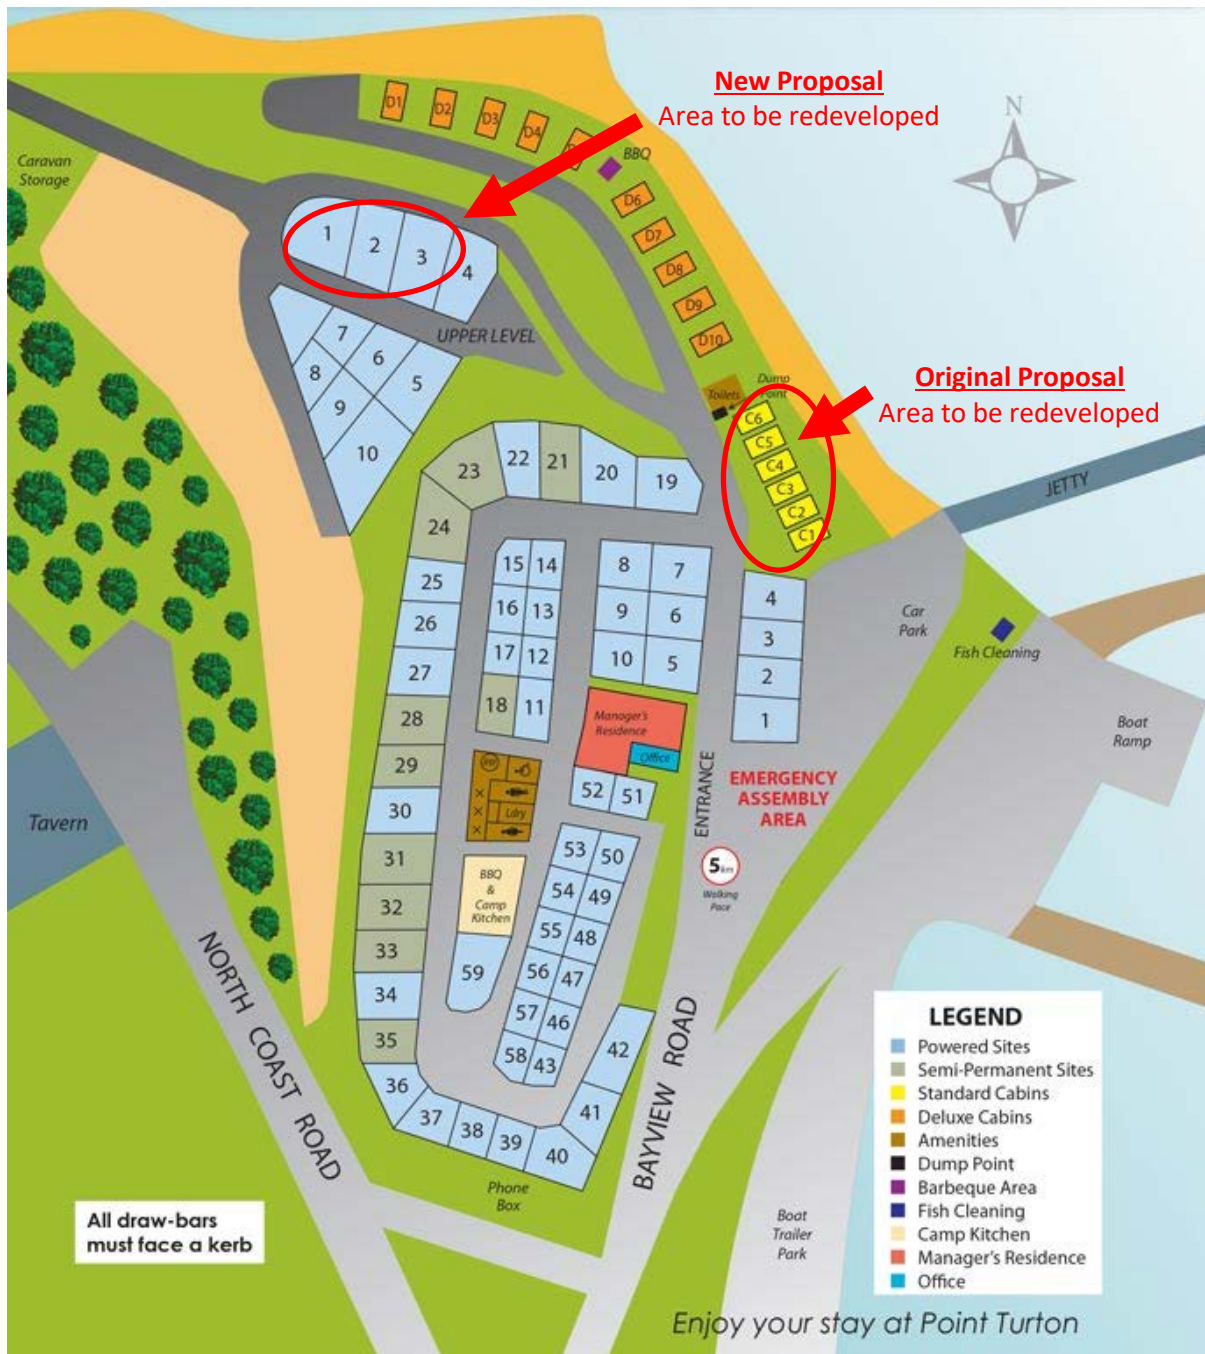 New Proposal
Area to be redeveloped
N
D1
D2
D3
D4
BBQ
Caravan
Storage
D6
D7
D8
D9
D10
1
2
3
4
UPPER LEVEL
7
6
5
8
9
10
Original Proposal
Area to be redeveloped
Toilets
Dump
Point
C6
C5
C4
C3
C2
C1
JETTY
23
22
21
20
19
24
25
26
27
28
29
30
31
32
33
34
35
36
37
38
39
40
41
42
15
14
16
13
17
12
18
11
8
7
9
6
10
5
4
3
2
1
Car
Park
Fish Cleaning
Boat
Ramp
Manager's
Residence
Office
52
51
ENTRANCE
EMERGENCY
ASSEMBLY
AREA
5km
Walking
Pace
Ldry
BBQ
&
Camp
Kitchen
59
53
50
54
49
55
48
56
47
57
46
58
43
Tavern
NORTH COAST ROAD
BAYVIEW ROAD
Phone
Box
Boat
Trailer
Park
All draw-bars
must face a kerb
LEGEND
Powered Sites
Semi-Permanent Sites
Standard Cabins
Deluxe Cabins
Amenities
Dump Point
Barbeque Area
Fish Cleaning
Camp Kitchen
Manager's Residence
Office
Enjoy your stay at Point Turton